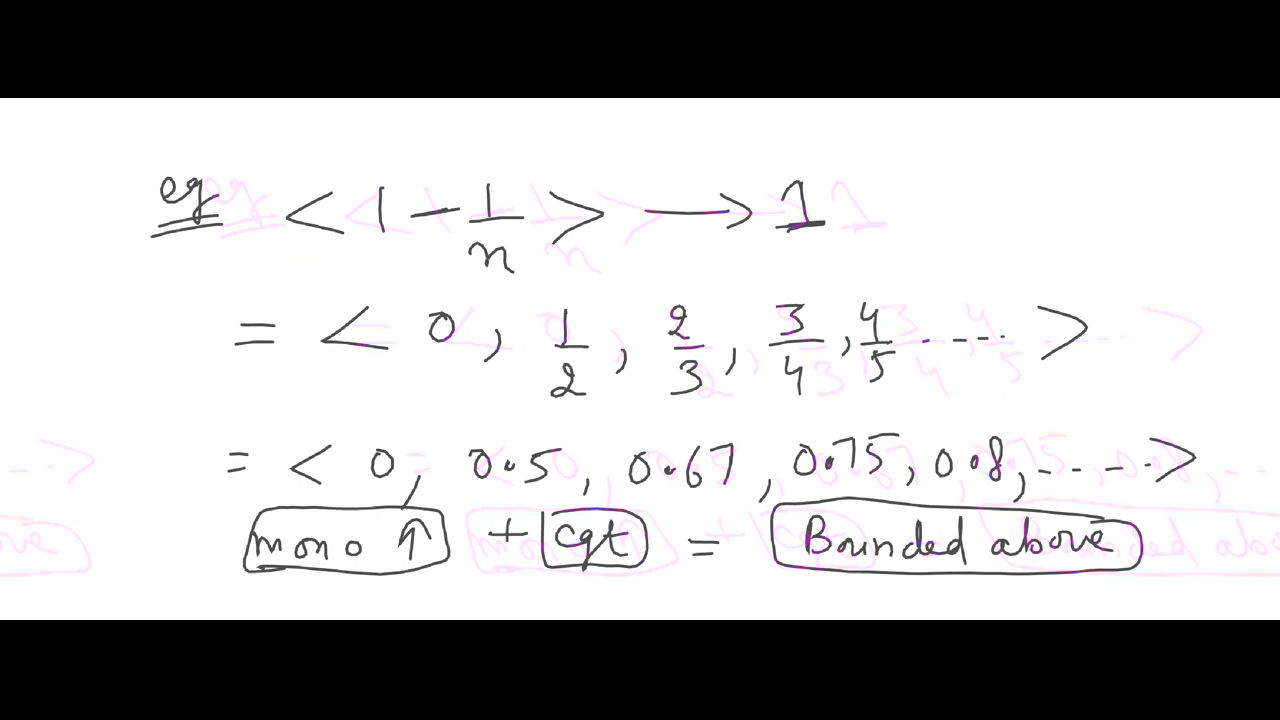 eg < 1 - 1/n > → 1
= < 0, 1/2, 2/3, 3/4, 4/5 ..... >
= < 0, 0.5, 0.67, 0.75, 0.8, ..... >
mono ↑ + cgt = Bounded above